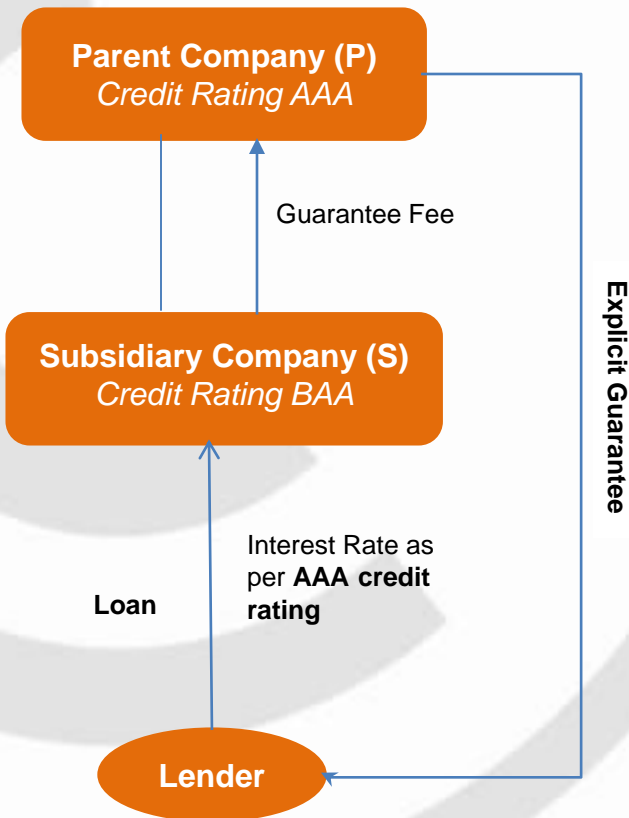 Parent Company (P)
Credit Rating AAA
Guarantee Fee
Explicit Guarantee
Subsidiary Company (S)
Credit Rating BAA
Interest Rate as
per AAA credit
rating
Loan
Lender